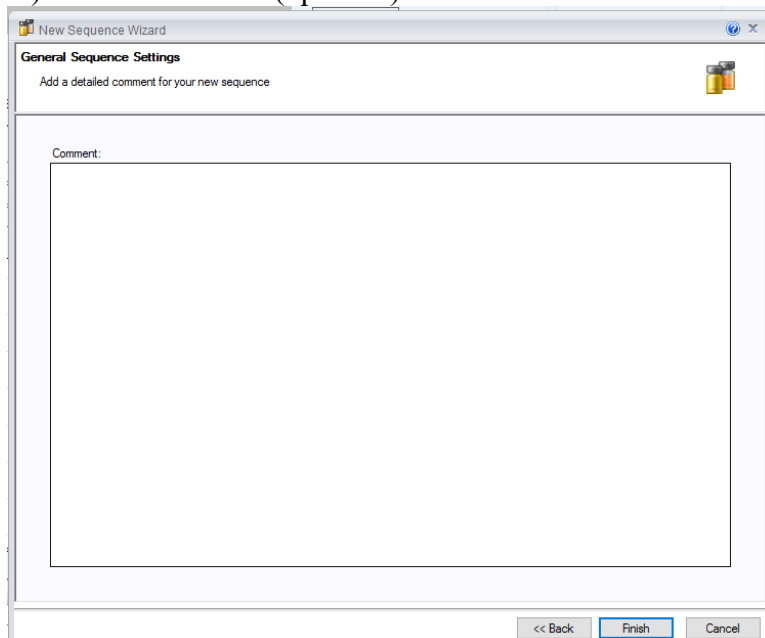 New Sequence Wizard
General Sequence Settings
Add a detailed comment for your new sequence
Comment:
<< Back Finish Cancel